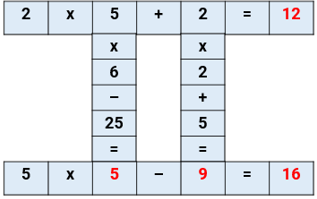 2 x 5 + 2 = 12
x x
6 2
– +
25 5
= =
5 x 5 – 9 = 16